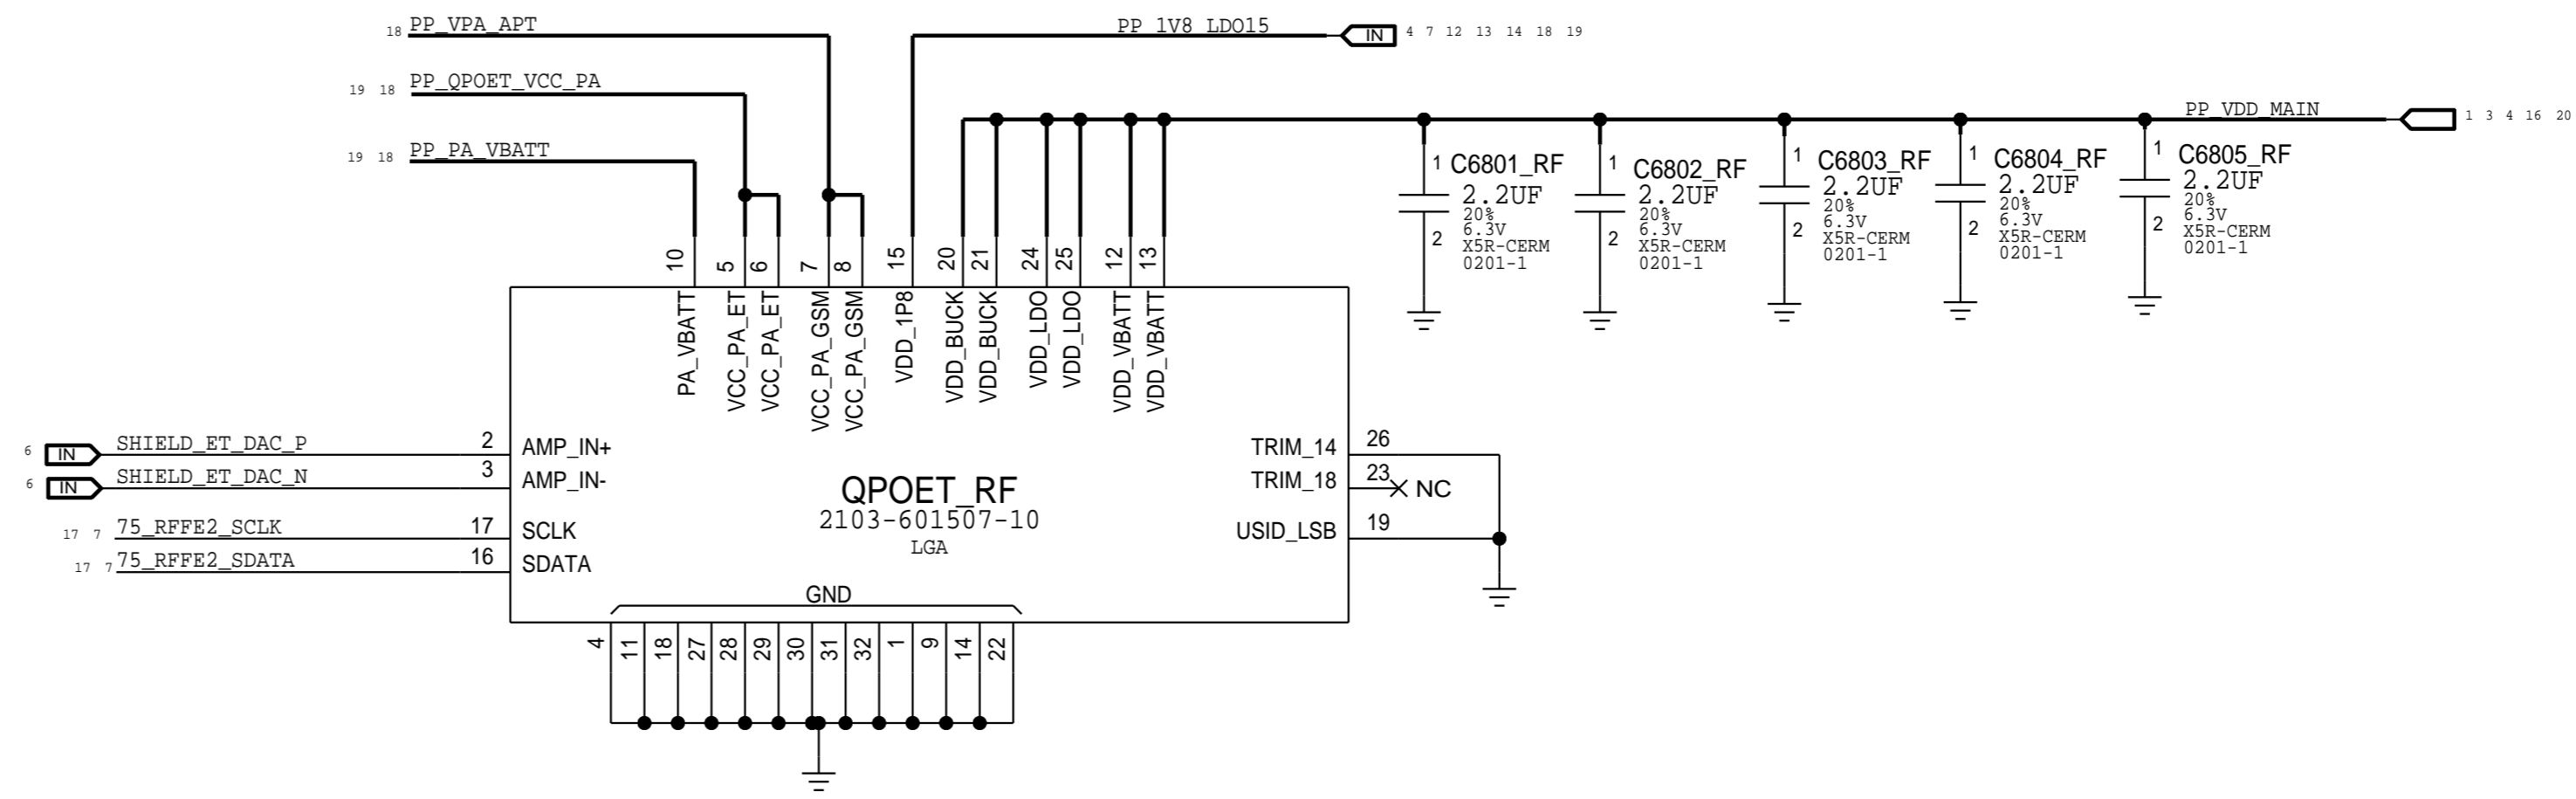 18 PP_VPA_APT
PP_1V8_LDO15 IN 4 7 12 13 14 18 19
19 18 PP_QPOET_VCC_PA
PP_VDD_MAIN 1 3 4 16 20
19 18 PP_PA_VBATT
1 C6801_RF
2.2UF
20%
6.3V
X5R-CERM
0201-1
2
1 C6802_RF
2.2UF
20%
6.3V
X5R-CERM
0201-1
2
1 C6803_RF
2.2UF
20%
6.3V
X5R-CERM
0201-1
2
1 C6804_RF
2.2UF
20%
6.3V
X5R-CERM
0201-1
2
1 C6805_RF
2.2UF
20%
6.3V
X5R-CERM
0201-1
2
10 5 6 7 8 15 20 21 24 25 12 13
PA_VBATT
VCC_PA_ET
VCC_PA_ET
VCC_PA_GSM
VCC_PA_GSM
VDD_1P8
VDD_BUCK
VDD_BUCK
VDD_LDO
VDD_LDO
VDD_VBATT
VDD_VBATT
6 IN SHIELD_ET_DAC_P 2 AMP_IN+
6 IN SHIELD_ET_DAC_N 3 AMP_IN-
17 7 75_RFFE2_SCLK 17 SCLK
17 7 75_RFFE2_SDATA 16 SDATA
QPOET_RF
2103-601507-10
LGA
TRIM_14 26
TRIM_18 23 NC
USID_LSB 19
GND
4 11 18 27 28 29 30 31 32 1 9 14 22